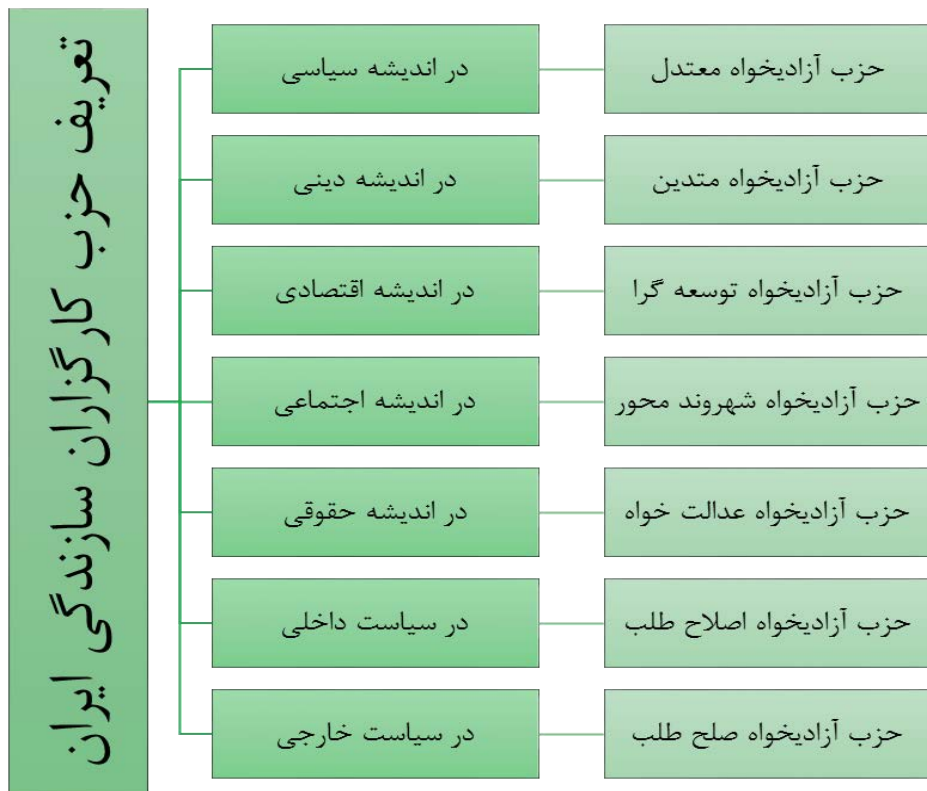 تعریف حزب کارگزاران سازندگی ایران
در اندیشه سیاسی
حزب آزادیخواه معتدل
در اندیشه دینی
حزب آزادیخواه متدین
در اندیشه اقتصادی
حزب آزادیخواه توسعه گرا
در اندیشه اجتماعی
حزب آزادیخواه شهروند محور
در اندیشه حقوقی
حزب آزادیخواه عدالت خواه
در سیاست داخلی
حزب آزادیخواه اصلاح طلب
در سیاست خارجی
حزب آزادیخواه صلح طلب